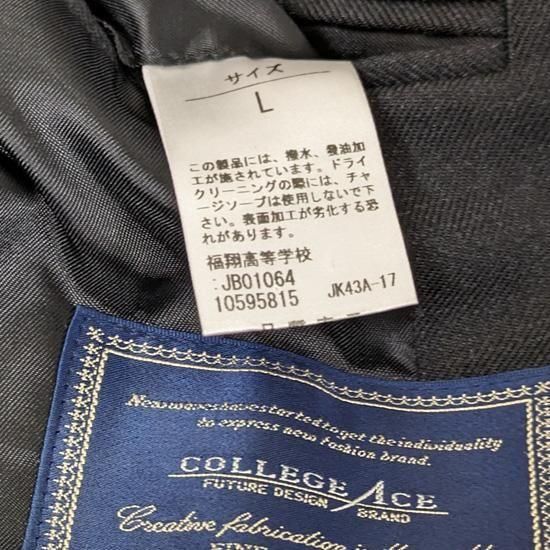 サイズ
L
この製品には、撥水、發油加
工が施されています。ドライ
クリーニングの際には、チャ
ージソープは使用しないで下
さい。表面加工が劣化する恐
れがあります。
福翔高等学校
:JB01064
10595815 JK43A-17
New waves have started to get the individuality
to express new fashion brand.
COLLEGE ACE
FUTURE DESIGN BRAND
Creative fabrication is